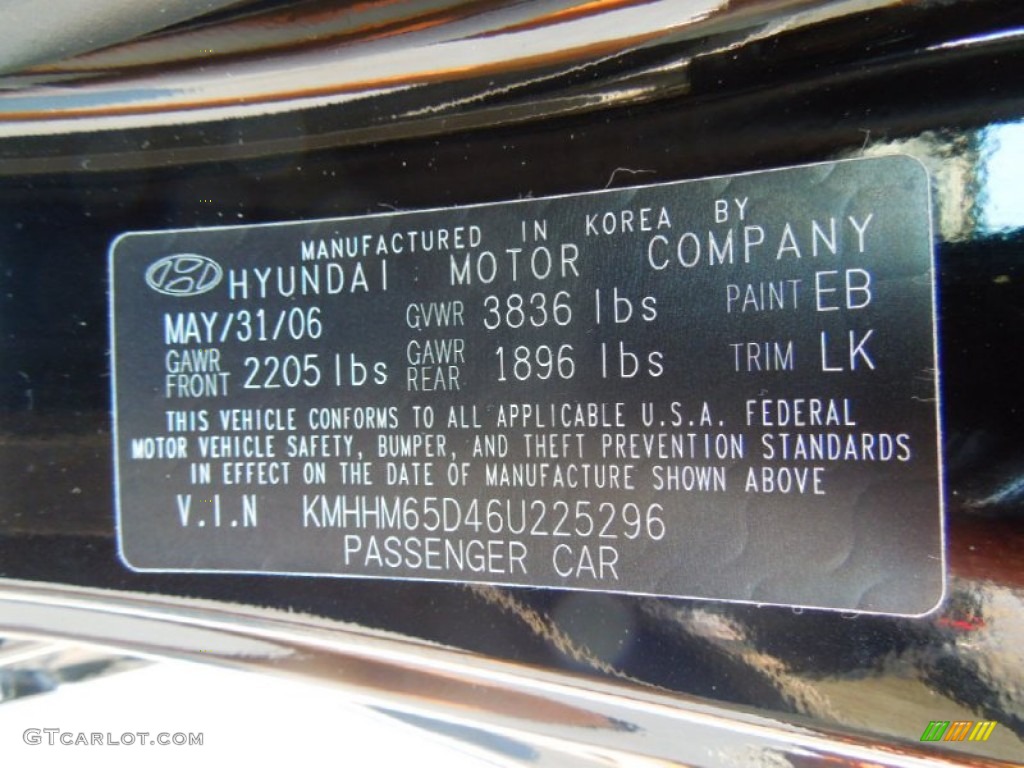 MANUFACTURED IN KOREA BY
HYUNDAI MOTOR COMPANY
MAY/31/06 GVWR 3836 lbs PAINT EB
GAWR FRONT 2205 lbs GAWR REAR 1896 lbs TRIM LK
THIS VEHICLE CONFORMS TO ALL APPLICABLE U.S.A. FEDERAL
MOTOR VEHICLE SAFETY, BUMPER, AND THEFT PREVENTION STANDARDS
IN EFFECT ON THE DATE OF MANUFACTURE SHOWN ABOVE
V.I.N KMHHM65D46U225296
PASSENGER CAR
GTCARLOT.COM